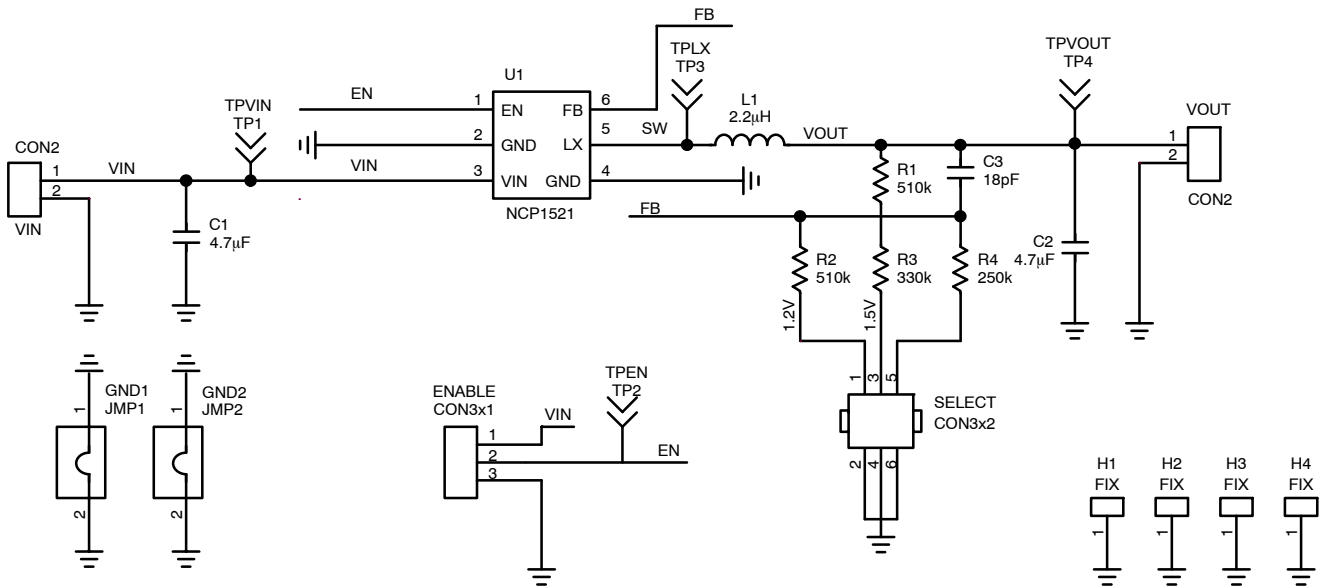 FB
TPLX
TP3
TPVOUT
TP4
U1
EN
1
EN
FB
6
TPVIN
TP1
L1
2.2μH
VOUT
2
GND
LX
5
SW
VOUT
1
2
CON2
CON2
1
2
VIN
VIN
VIN
3
VIN
GND
4
NCP1521
R1
510k
C3
18pF
FB
C1
4.7μF
R2
510k
R3
330k
R4
250k
C2
4.7μF
1.2V
1.5V
GND1
JMP1
1
2
GND2
JMP2
1
2
ENABLE
CON3x1
1
2
3
VIN
TPEN
TP2
EN
1
3
5
SELECT
CON3x2
2
4
6
H1
FIX
1
H2
FIX
1
H3
FIX
1
H4
FIX
1